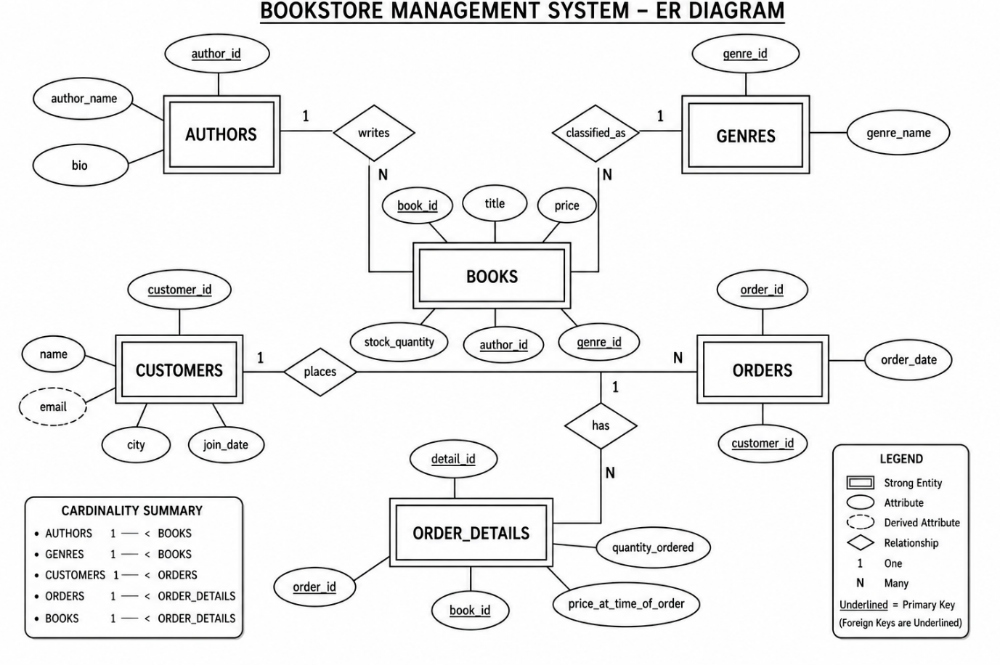 BOOKSTORE MANAGEMENT SYSTEM – ER DIAGRAM
author_id
author_name
bio
AUTHORS
1
writes
N
genre_id
classified_as
1
GENRES
genre_name
N
book_id
title
price
BOOKS
stock_quantity
author_id
genre_id
customer_id
name
email
CUSTOMERS
city
join_date
1
places
N
order_id
ORDERS
order_date
customer_id
1
has
N
detail_id
ORDER_DETAILS
order_id
book_id
quantity_ordered
price_at_time_of_order
CARDINALITY SUMMARY
• AUTHORS 1 — < BOOKS
• GENRES 1 — < BOOKS
• CUSTOMERS 1 — < ORDERS
• ORDERS 1 — < ORDER_DETAILS
• BOOKS 1 — < ORDER_DETAILS
LEGEND
Strong Entity
Attribute
Derived Attribute
Relationship
1 One
N Many
Underlined = Primary Key
(Foreign Keys are Underlined)